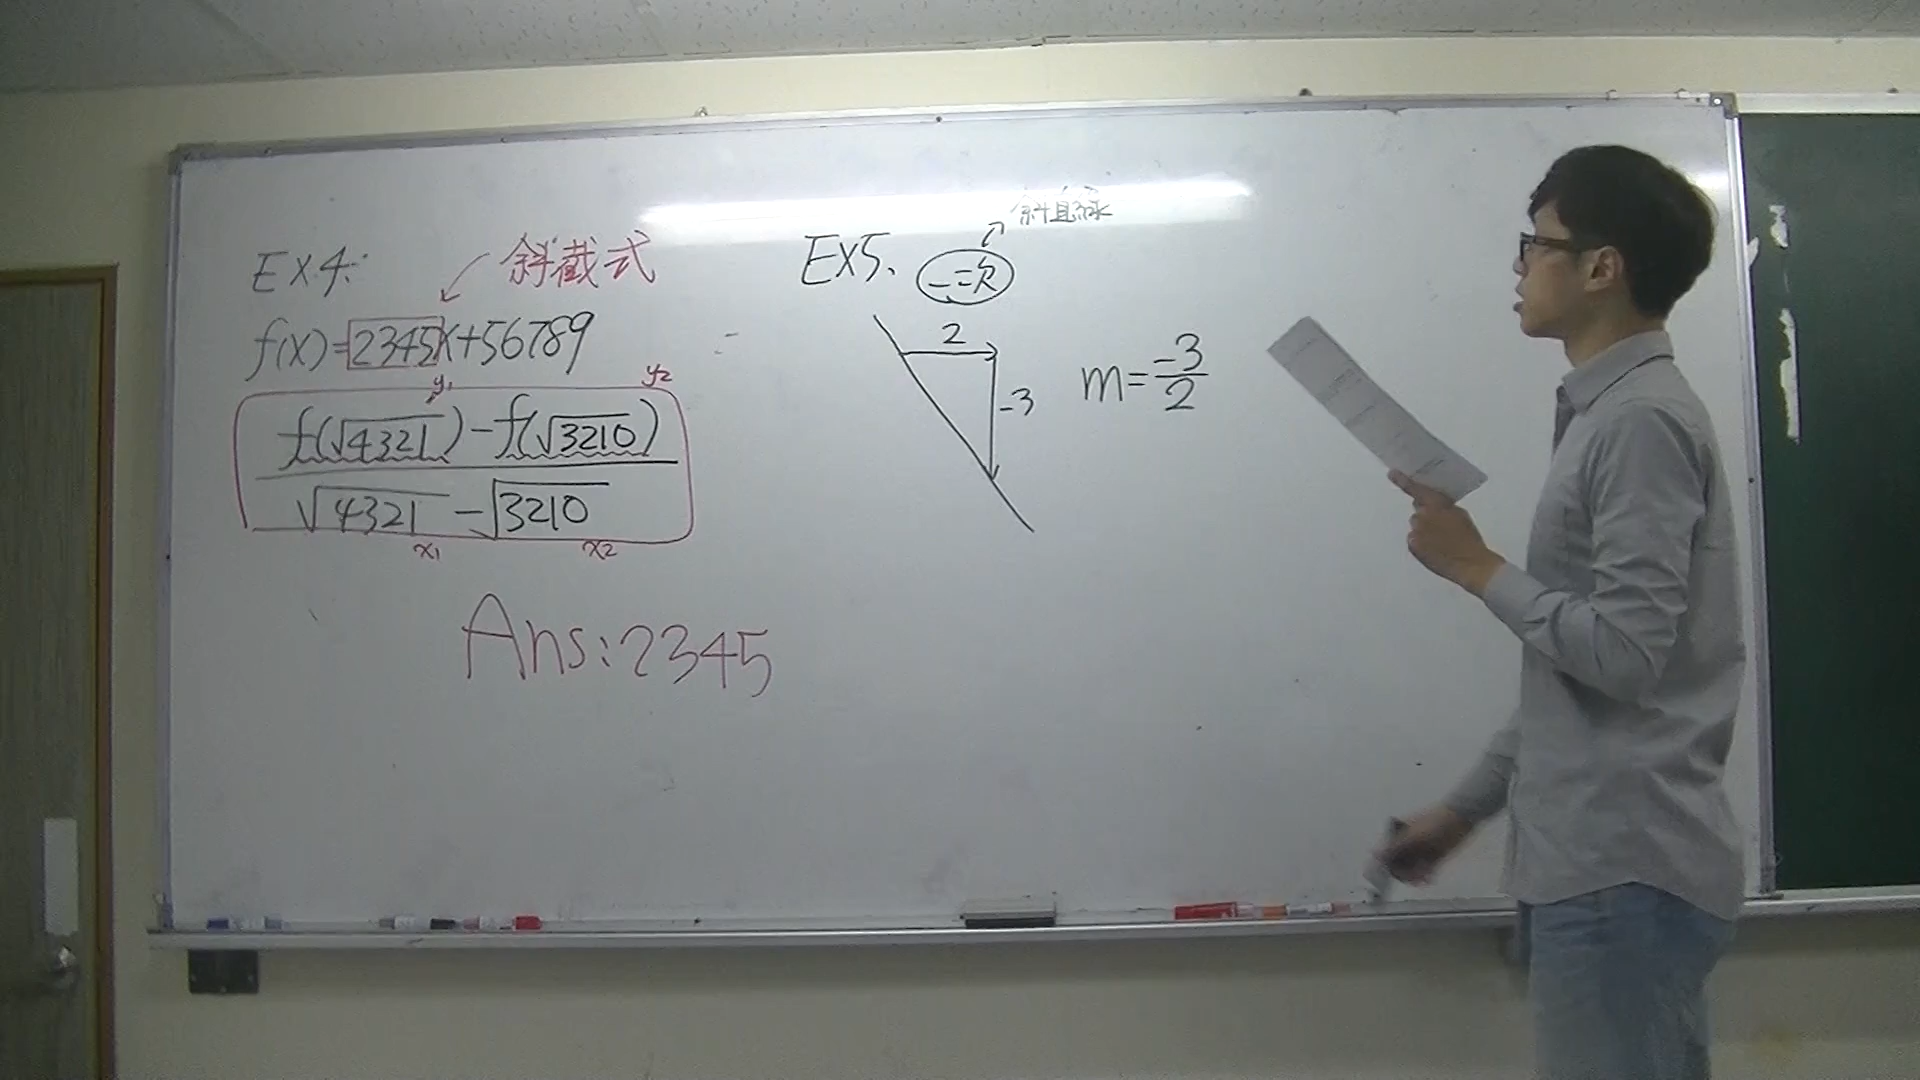 EX4:
斜截式
f(x)=2345x+56789
y₁ y₂
f(√4321)-f(√3210)
√4321-√3210
x₁ x₂
Ans:2345
EX5、
斜直線
一次
2
-3
m=-3/2